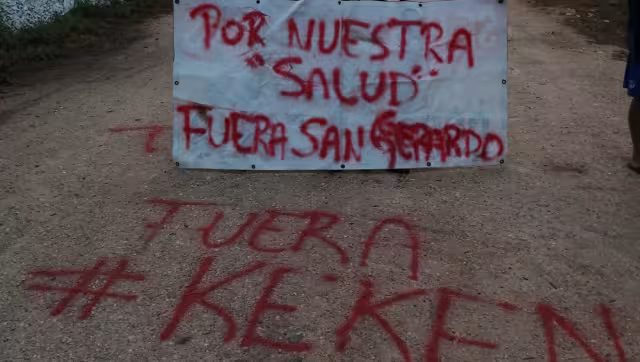 POR NUESTRA
"SALUD"
FUERA SAN GERARDO
FUERA
#KEKEN